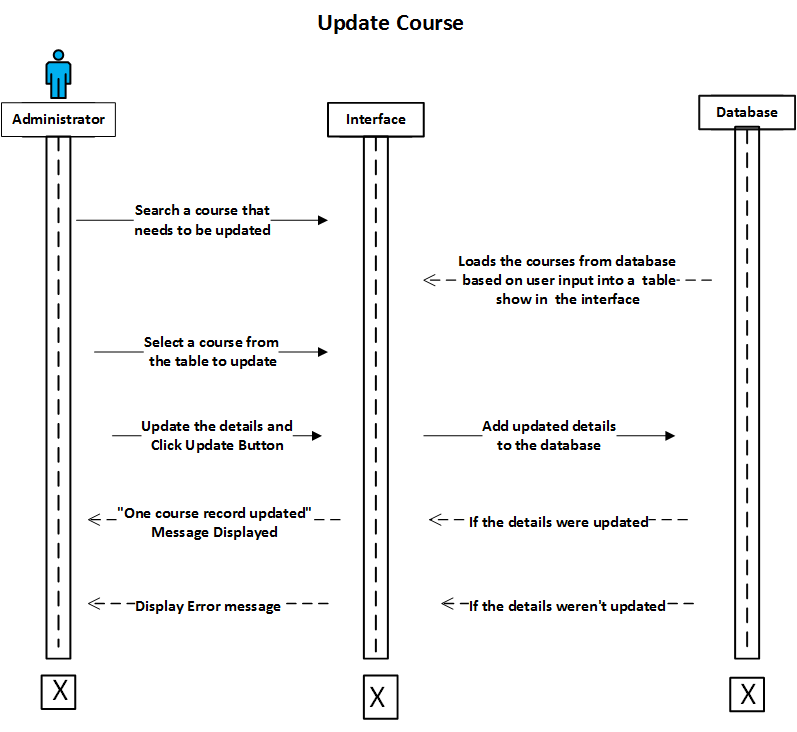 Update Course
Administrator
Interface
Database
Search a course that
needs to be updated
Loads the courses from database
based on user input into a table
show in the interface
Select a course from
the table to update
Update the details and
Click Update Button
Add updated details
to the database
"One course record updated"
Message Displayed
If the details were updated
Display Error message
If the details weren't updated
X
X
X